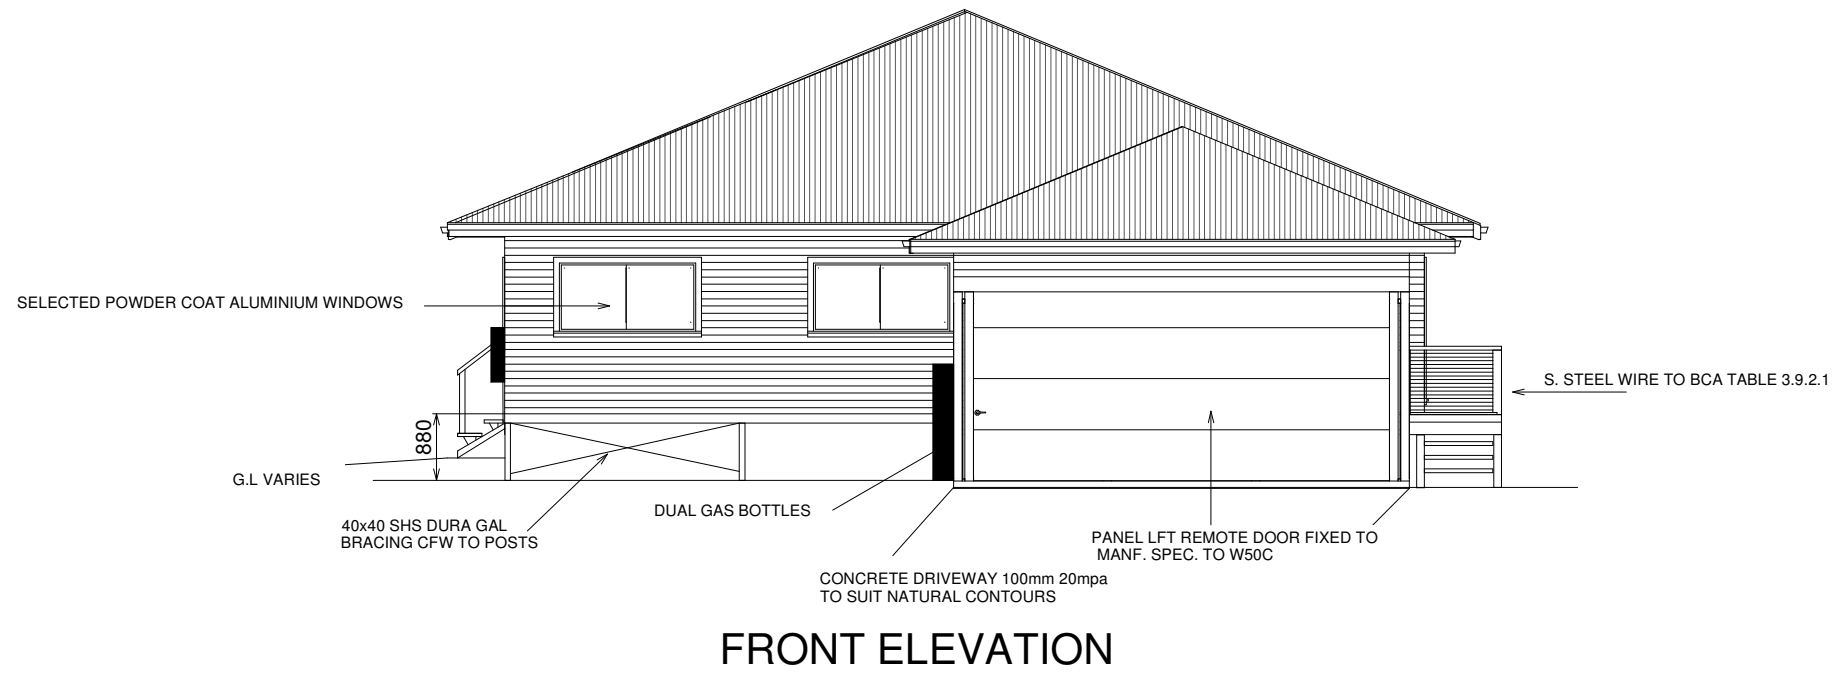 SELECTED POWDER COAT ALUMINIUM WINDOWS
S. STEEL WIRE TO BCA TABLE 3.9.2.1
880
G.L VARIES
DUAL GAS BOTTLES
40x40 SHS DURA GAL
BRACING CFW TO POSTS
PANEL LFT REMOTE DOOR FIXED TO
MANF. SPEC. TO W50C
CONCRETE DRIVEWAY 100mm 20mpa
TO SUIT NATURAL CONTOURS
FRONT ELEVATION